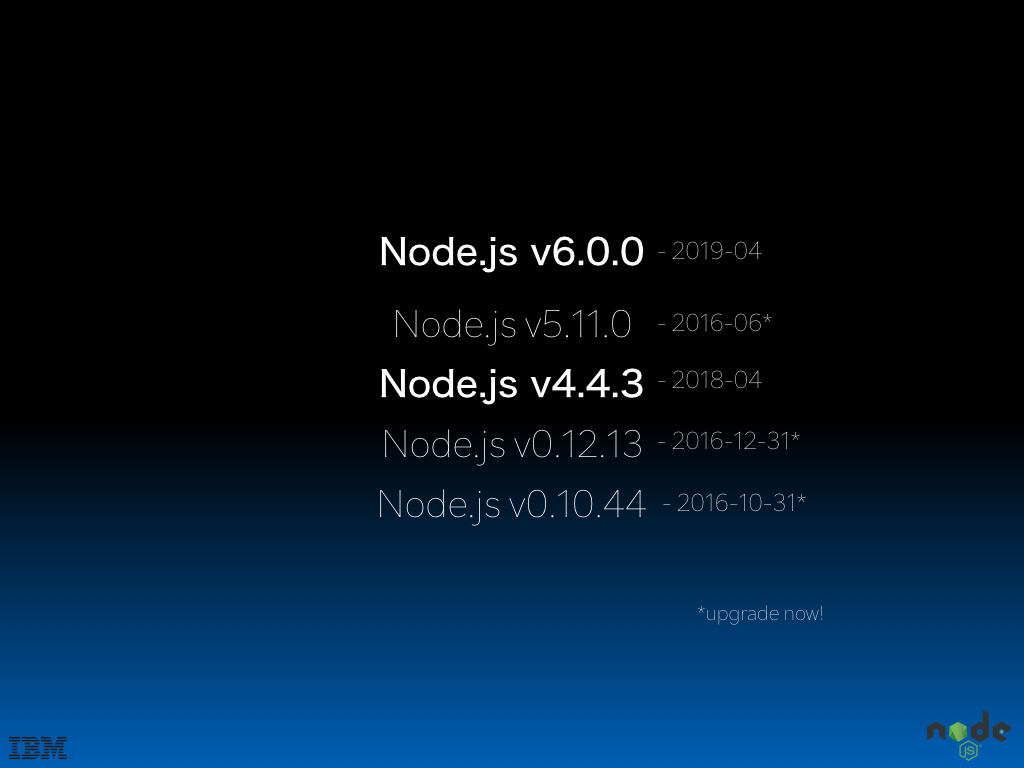 Node.js v6.0.0 - 2019-04
Node.js v5.11.0 - 2016-06*
Node.js v4.4.3 - 2018-04
Node.js v0.12.13 - 2016-12-31*
Node.js v0.10.44 - 2016-10-31*
*upgrade now!
IBM
node
JS